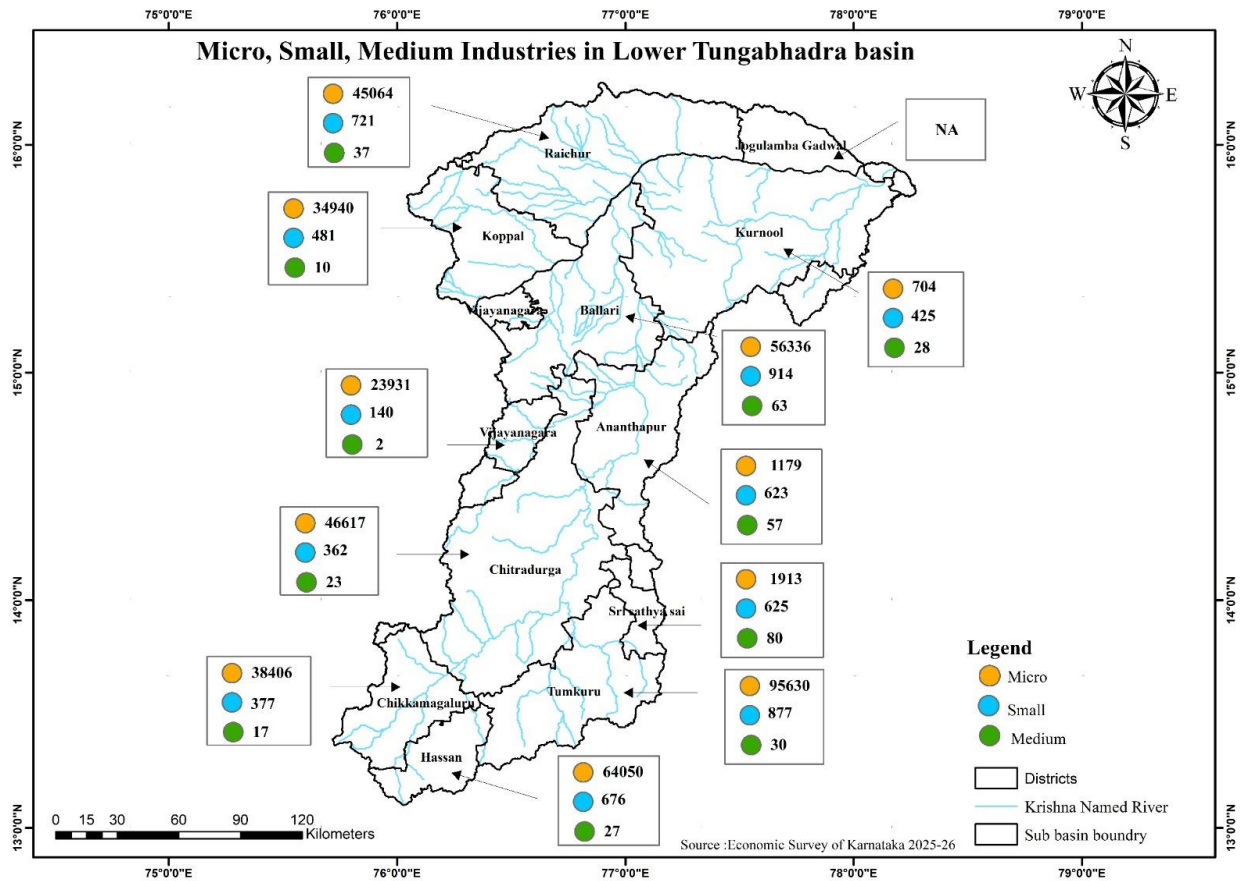 75°0'0"E
76°0'0"E
77°0'0"E
78°0'0"E
79°0'0"E
Micro, Small, Medium Industries in Lower Tungabhadra basin
N
W
E
S
16°0'0"N
15°0'0"N
14°0'0"N
13°0'0"N
16°0'0"N
15°0'0"N
14°0'0"N
13°0'0"N
45064
721
37
Raichur
Jogulamba Gadwal
NA
34940
481
10
Koppal
Kurnool
704
425
28
Vijayanagara
Ballari
56336
914
63
23931
140
2
Vijayanagara
Ananthapur
1179
623
57
46617
362
23
Chitradurga
Sri sathya sai
1913
625
80
38406
377
17
Chikkamagaluru
Tumkuru
95630
877
30
Hassan
64050
676
27
Legend
Micro
Small
Medium
Districts
Krishna Named River
Sub basin boundry
0 15 30 60 90 120
Kilometers
Source :Economic Survey of Karnataka 2025-26
75°0'0"E
76°0'0"E
77°0'0"E
78°0'0"E
79°0'0"E